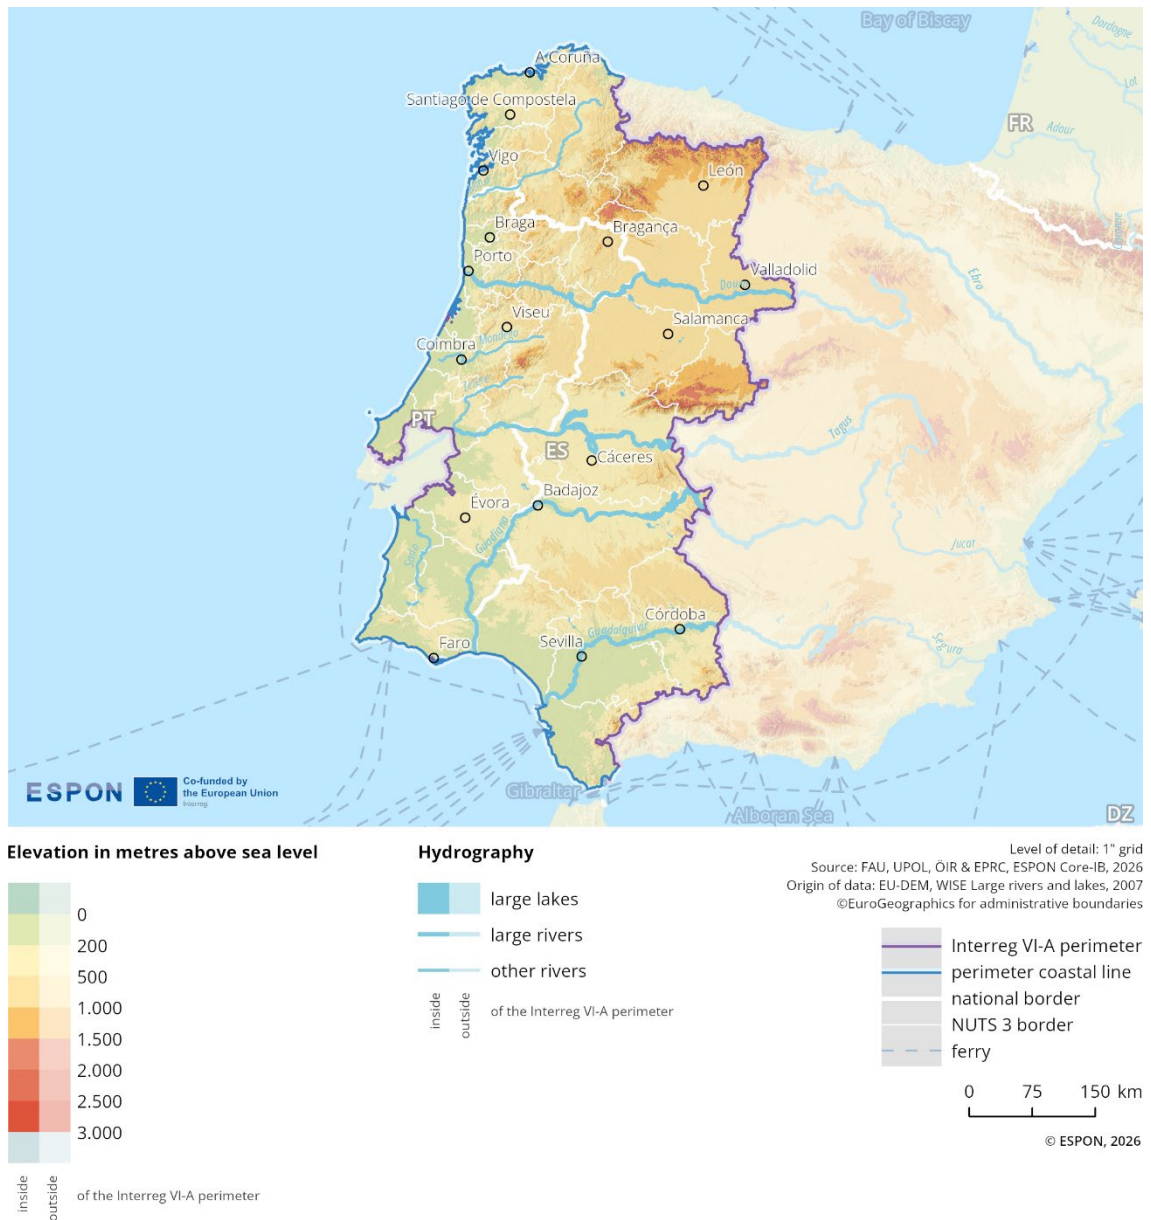 Bay of Biscay
Dordogne
Lot
A Coruña
FR
Adour
Santiago de Compostela
Garonne
Vigo
León
Braga
Bragança
Porto
Valladolid
Ebro
Douro
Viseu
Salamanca
Mondego
Coimbra
Zêzere
PT
Tagus
ES
Cáceres
Badajoz
Évora
Guadiana
Sado
Jucar
Córdoba
Guadalquivir
Faro
Sevilla
Segura
ESPON
Co-funded by
the European Union
Interreg
Gibraltar
Alboran Sea
DZ
Elevation in metres above sea level
0
200
500
1.000
1.500
2.000
2.500
3.000
inside
outside
of the Interreg VI-A perimeter
Hydrography
large lakes
large rivers
other rivers
inside
outside
of the Interreg VI-A perimeter
Level of detail: 1" grid
Source: FAU, UPOL, ÖIR & EPRC, ESPON Core-IB, 2026
Origin of data: EU-DEM, WISE Large rivers and lakes, 2007
©EuroGeographics for administrative boundaries
Interreg VI-A perimeter
perimeter coastal line
national border
NUTS 3 border
ferry
0 75 150 km
© ESPON, 2026